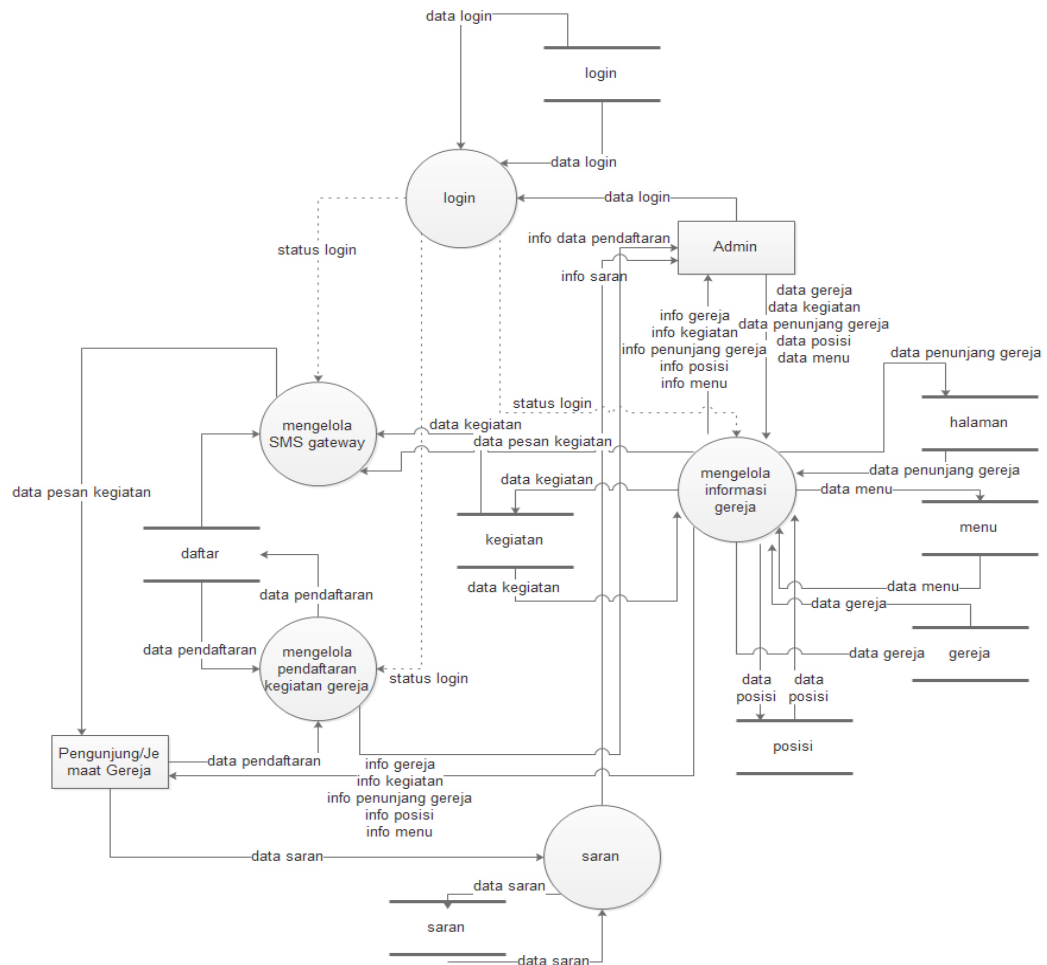 data login
login
data login
login
data login
status login
info data pendaftaran
Admin
info saran
data gereja
data kegiatan
data penunjang gereja
data posisi
data menu
info gereja
info kegiatan
info penunjang gereja
info posisi
info menu
data penunjang gereja
status login
mengelola
SMS gateway
data kegiatan
data pesan kegiatan
halaman
data penunjang gereja
mengelola
informasi
gereja
data kegiatan
data menu
data pesan kegiatan
kegiatan
menu
daftar
data kegiatan
data menu
data pendaftaran
data gereja
data pendaftaran
mengelola
pendaftaran
kegiatan gereja
status login
data gereja
gereja
data
posisi
data
posisi
posisi
Pengunjung/Je
maat Gereja
data pendaftaran
info gereja
info kegiatan
info penunjang gereja
info posisi
info menu
data saran
saran
data saran
saran
data saran